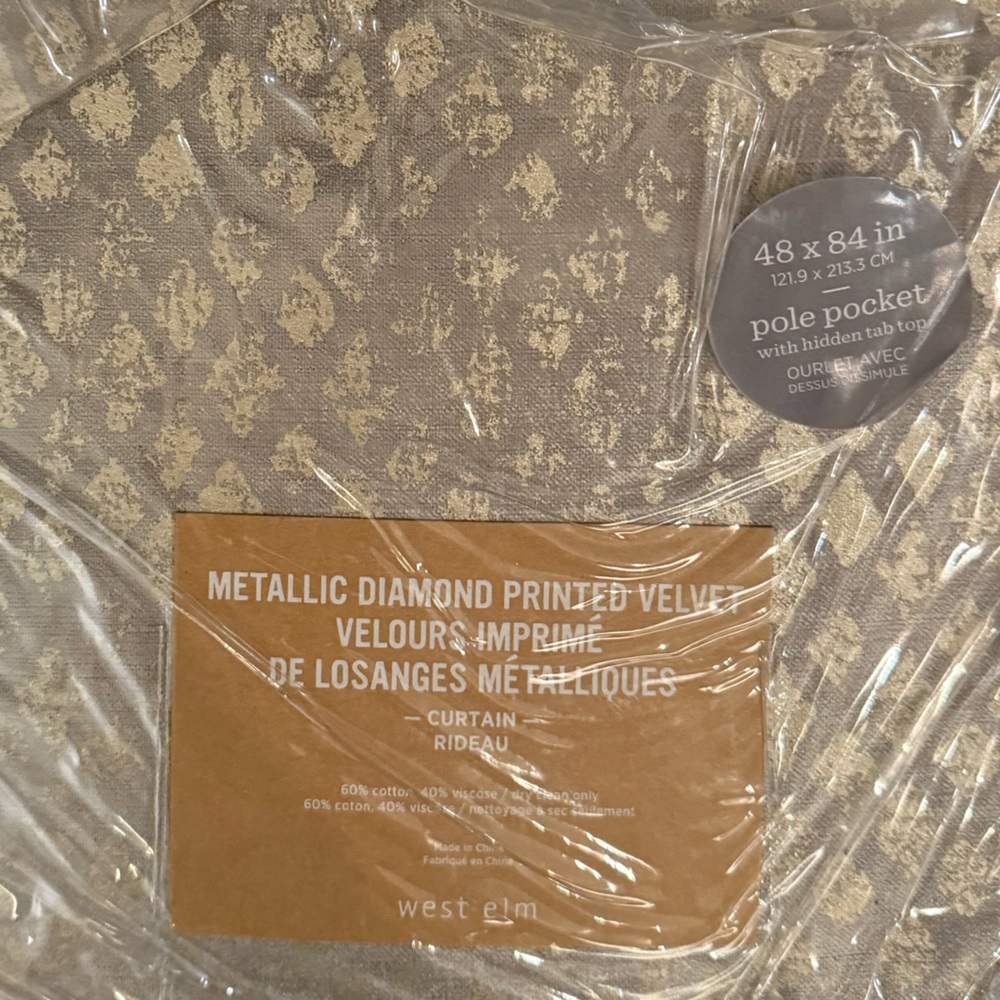 48 x 84 in
121.9 x 213.3 CM
—
pole pocket
with hidden tab top
OURLET AVEC
DESSUS DISSIMULE
METALLIC DIAMOND PRINTED VELVET
VELOURS IMPRIMÉ
DE LOSANGES MÉTALLIQUES
— CURTAIN —
RIDEAU
60% cotton, 40% viscose / dry clean only
60% coton, 40% viscose / nettoyage à sec seulement
Made in China
Fabriqué en Chine
west elm